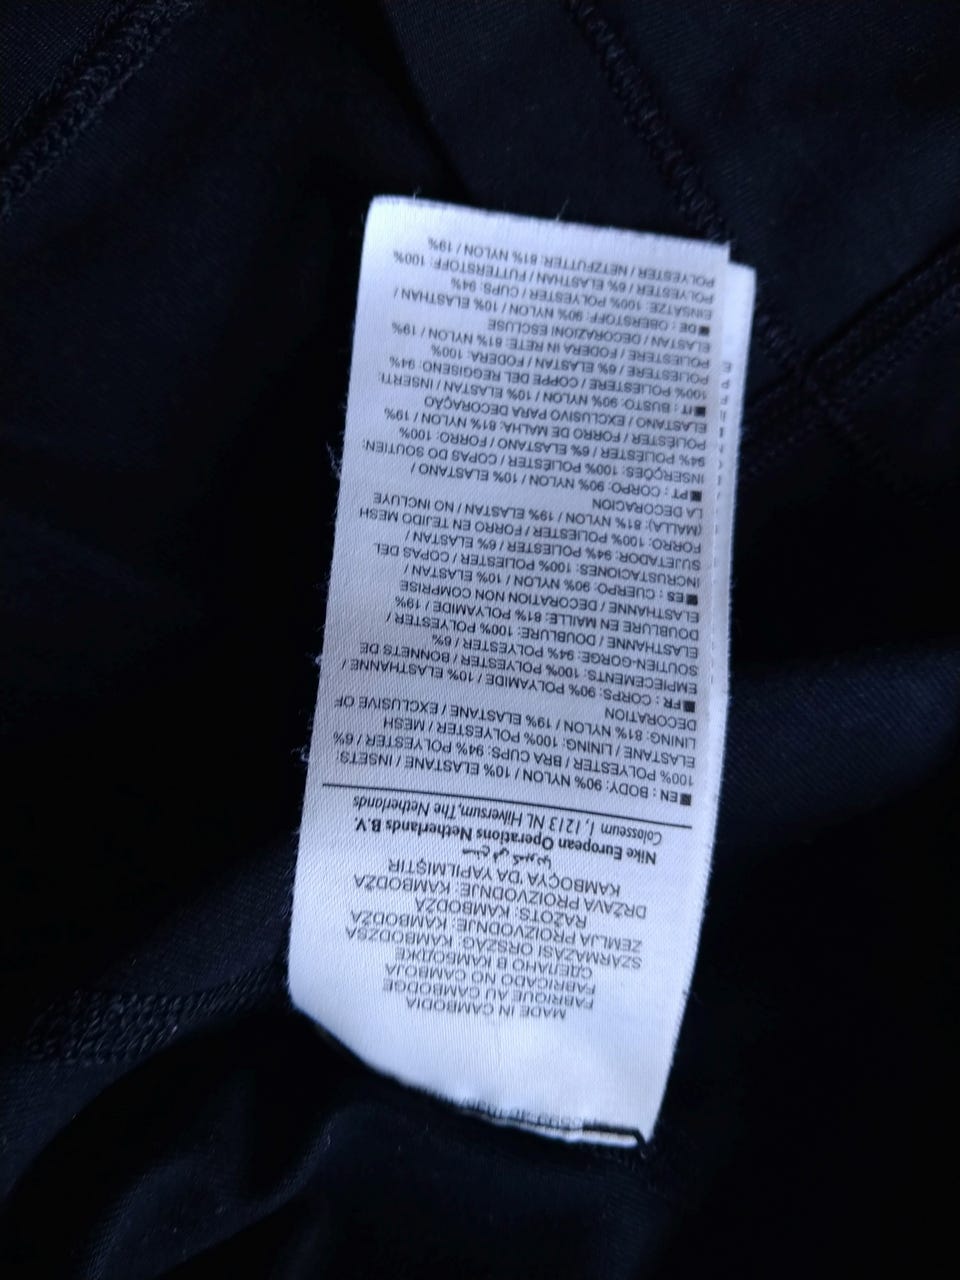 MADE IN CAMBODIA
FABRIQUE AU CAMBODGE
FABRICADO NO CAMBOJA
СДЕЛАНО В КАМБОДЖЕ
SZÁRMAZÁSI ORSZÁG: KAMBODZSA
ZEMLJA PROIZVODNJE: KAMBODŽA
RAŽOTS: KAMBODŽĀ
DRŽAVA PROIZVODNJE: KAMBODŽA
KAMBOÇYA 'DA YAPILMIŞTIR
صنع في كمبوديا
Nike European Operations Netherlands B.V.
Colosseum 1, 1213 NL Hilversum, The Netherlands
■ EN : BODY: 90% NYLON / 10% ELASTANE / INSETS:
100% POLYESTER / BRA CUPS: 94% POLYESTER / 6%
ELASTANE / LINING: 100% POLYESTER / MESH
LINING: 81% NYLON / 19% ELASTANE / EXCLUSIVE OF
DECORATION
■ FR : CORPS: 90% POLYAMIDE / 10% ELASTHANNE /
EMPIECEMENTS: 100% POLYESTER / BONNETS DE
SOUTIEN-GORGE: 94% POLYESTER / 6%
ELASTHANNE / DOUBLURE: 100% POLYESTER /
DOUBLURE EN MAILLE: 81% POLYAMIDE / 19%
ELASTHANNE / DECORATION NON COMPRISE
■ ES : CUERPO: 90% NYLON / 10% ELASTAN /
INCRUSTACIONES: 100% POLIESTER / COPAS DEL
SUJETADOR: 94% POLIESTER / 6% ELASTAN /
FORRO: 100% POLIESTER / FORRO EN TEJIDO MESH
(MALLA): 81% NYLON / 19% ELASTAN / NO INCLUYE
LA DECORACION
■ PT : CORPO: 90% NYLON / 10% ELASTANO /
INSERÇÕES: 100% POLIÉSTER / COPAS DO SOUTIEN:
94% POLIÉSTER / 6% ELASTANO / FORRO: 100%
POLIÉSTER / FORRO DE MALHA: 81% NYLON / 19%
ELASTANO / EXCLUSIVO PARA DECORAÇÃO
■ IT : BUSTO: 90% NYLON / 10% ELASTAN / INSERTI:
100% POLIESTERE / COPPE DEL REGGISENO: 94%
POLIESTERE / 6% ELASTAN / FODERA: 100%
POLIESTERE / FODERA IN RETE: 81% NYLON / 19%
ELASTAN / DECORAZIONI ESCLUSE
■ DE : OBERSTOFF: 90% NYLON / 10% ELASTHAN /
EINSÄTZE: 100% POLYESTER / CUPS: 94%
POLYESTER / 6% ELASTHAN / FUTTERSTOFF: 100%
POLYESTER / NETZFUTTER: 81% NYLON / 19%